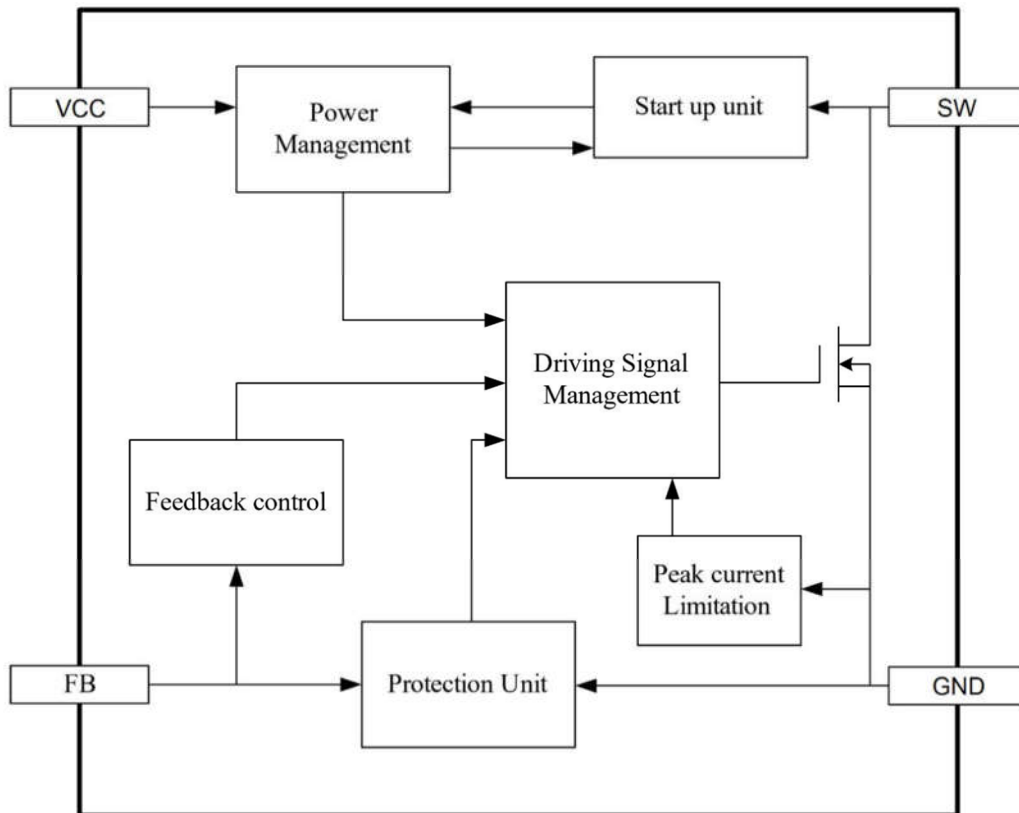 VCC
Power
Management
Start up unit
SW
Driving Signal
Management
Feedback control
Peak current
Limitation
FB
Protection Unit
GND